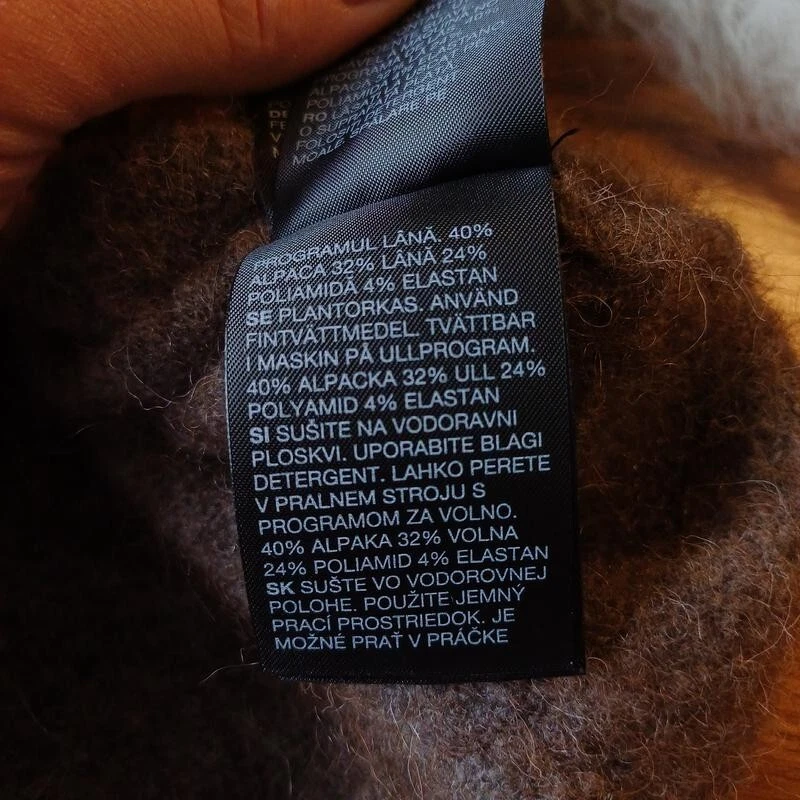 PROGRAMUL LÂNĂ. 40%
ALPACA 32% LÂNĂ 24%
POLIAMIDĂ 4% ELASTAN
SE PLANTORKAS. ANVÄND
FINTVÄTTMEDEL. TVÄTTBAR
I MASKIN PÅ ULLPROGRAM.
40% ALPACKA 32% ULL 24%
POLYAMID 4% ELASTAN
SI SUŠITE NA VODORAVNI
PLOSKVI. UPORABITE BLAGI
DETERGENT. LAHKO PERETE
V PRALNEM STROJU S
PROGRAMOM ZA VOLNO.
40% ALPAKA 32% VOLNA
24% POLIAMID 4% ELASTAN
SK SUŠTE VO VODOROVNEJ
POLOHE. POUŽITE JEMNÝ
PRACÍ PROSTRIEDOK. JE
MOŽNÉ PRAŤ V PRÁČKE